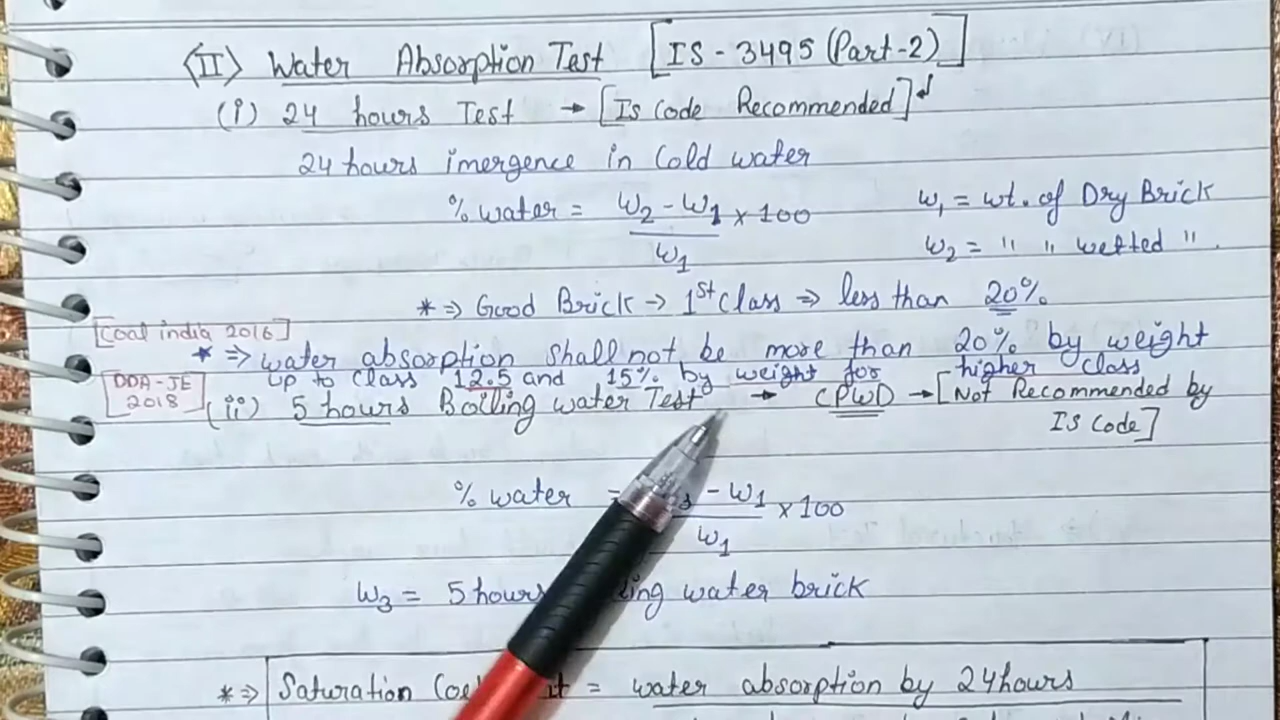 (II) Water Absorption Test [IS - 3495 (Part-2)]
(i) 24 hours Test → [Is Code Recommended]
24 hours imergence in Cold water
% water = (w2 - w1)/w1 × 100
w1 = wt. of Dry Brick
w2 = " " wetted ".
* ⇒ Good Brick → 1st Class ⇒ less than 20%
[Coal india 2016]
* ⇒ water absorption shall not be more than 20% by weight
up to class 12.5 and 15% by weight for higher class
[DDA-JE 2018]
(ii) 5 hours Boiling water Test → CPWD → [Not Recommended by
IS Code]
% water = - w1/w1 × 100
w3 = 5 hours water brick
* ⇒ Saturation = water absorption by 24 hours